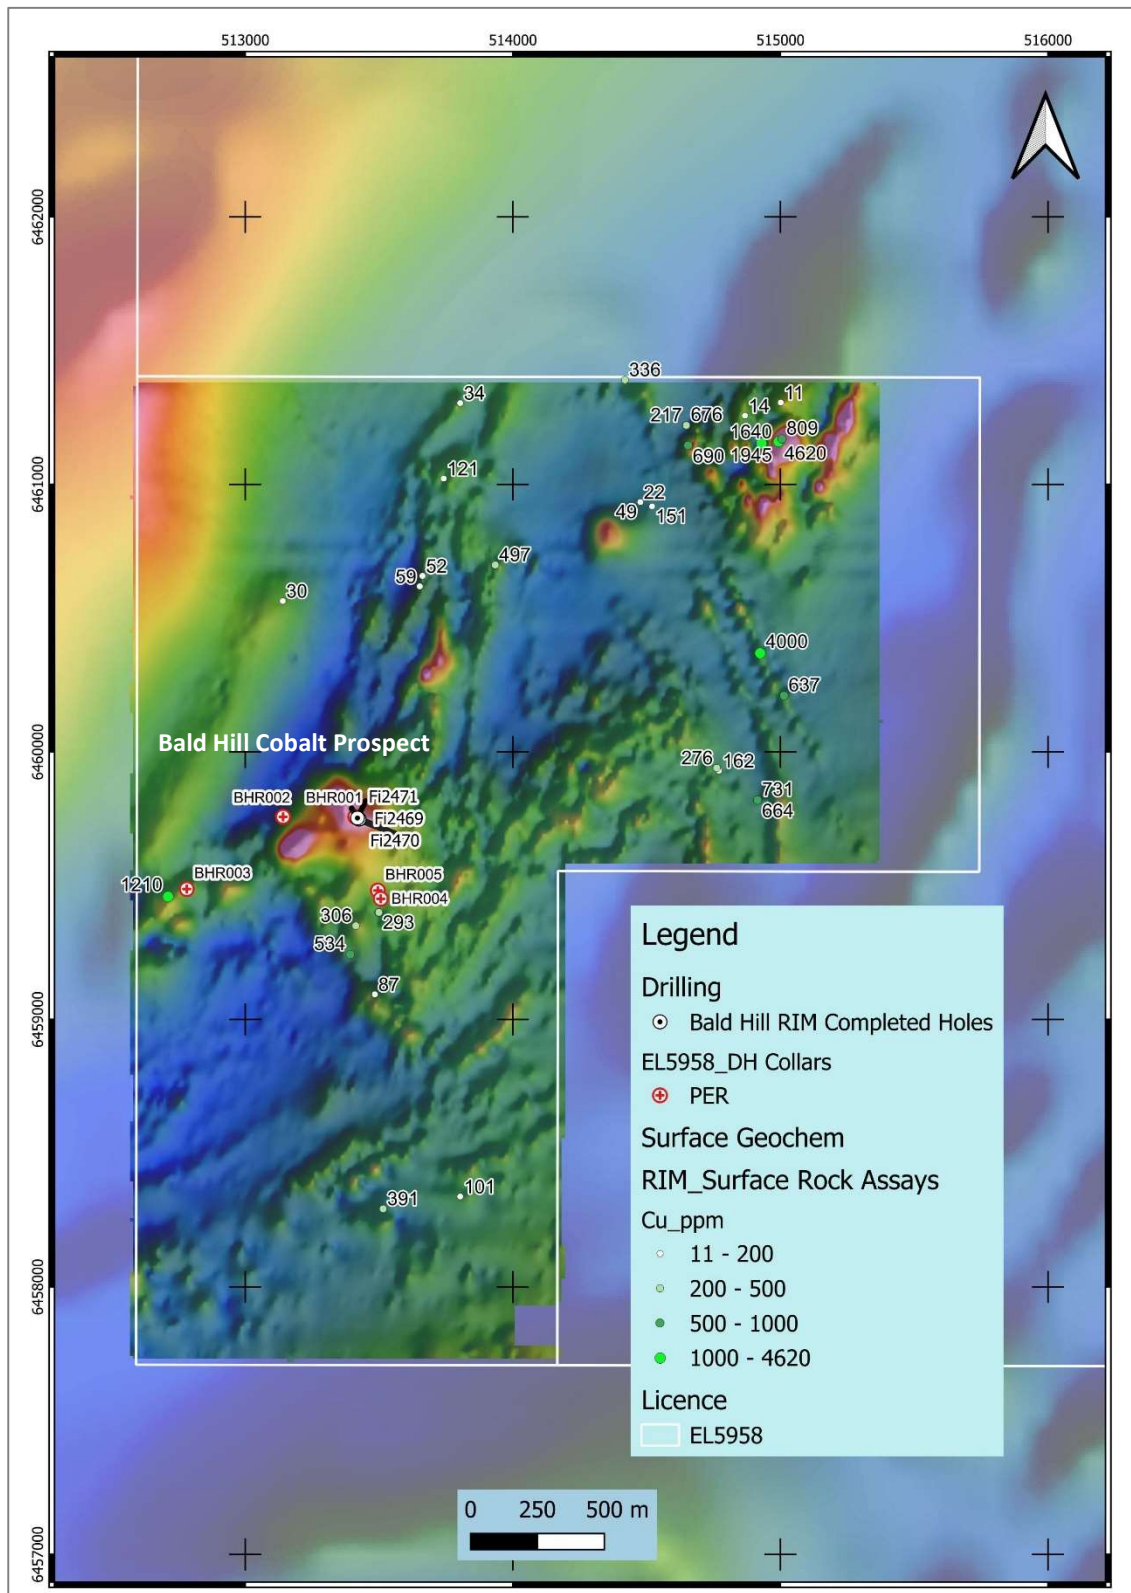 513000
514000
515000
516000
6462000
6461000
6460000
6459000
6458000
6457000
336
34
217 676
14 11
1640 809
690 1945 4620
121
22
49 151
497
52
59
30
4000
637
Bald Hill Cobalt Prospect
276 162
731
664
BHR002 BHR001 Fi2471
Fi2469
Fi2470
BHR003
1210
BHR005
BHR004
306 293
534
87
391 101
Legend
Drilling
Bald Hill RIM Completed Holes
EL5958_DH Collars
PER
Surface Geochem
RIM_Surface Rock Assays
Cu_ppm
11 - 200
200 - 500
500 - 1000
1000 - 4620
Licence
EL5958
0 250 500 m